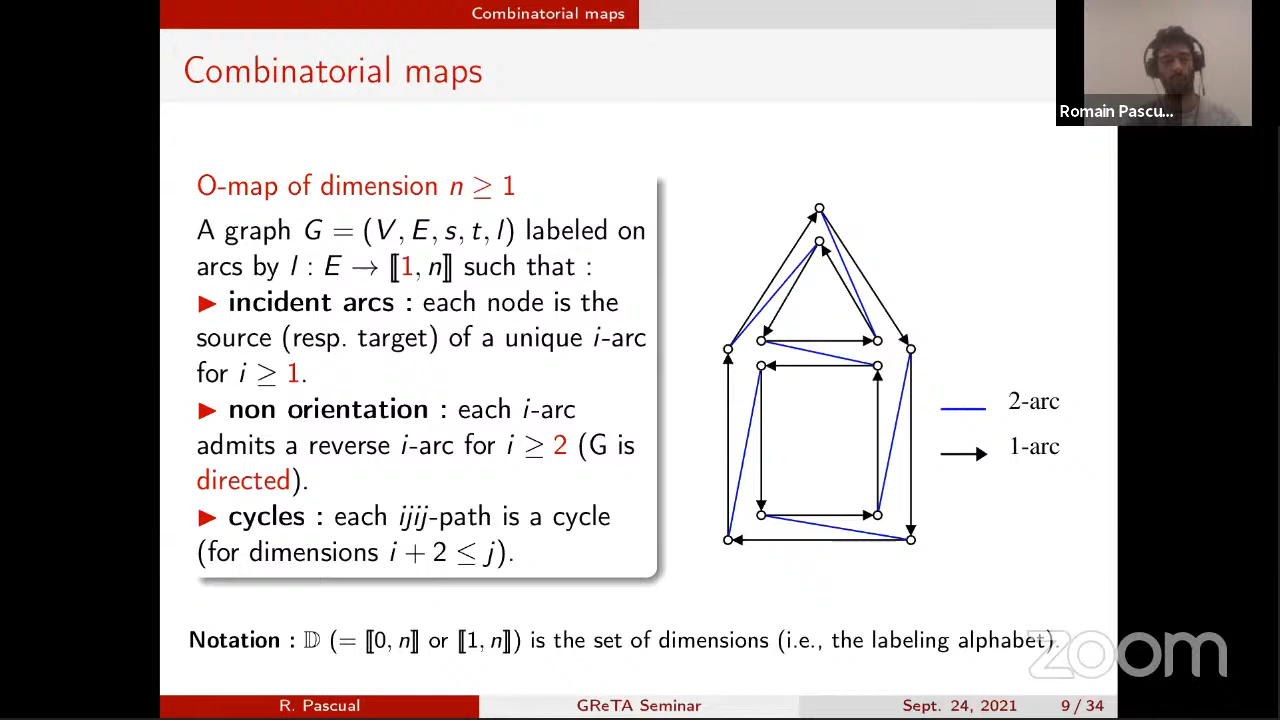 Combinatorial maps
Combinatorial maps
Romain Pascu...
O-map of dimension n ≥ 1
A graph G = (V, E, s, t, l) labeled on
arcs by l : E → ⟦1, n⟧ such that :
▶ incident arcs : each node is the
source (resp. target) of a unique i-arc
for i ≥ 1.
▶ non orientation : each i-arc
admits a reverse i-arc for i ≥ 2 (G is
directed).
▶ cycles : each ijij-path is a cycle
(for dimensions i + 2 ≤ j).
2-arc
1-arc
Notation : 𝔻 (= ⟦0, n⟧ or ⟦1, n⟧) is the set of dimensions (i.e., the labeling alphabet).
zoom
R. Pascual GReTA Seminar Sept. 24, 2021 9 / 34